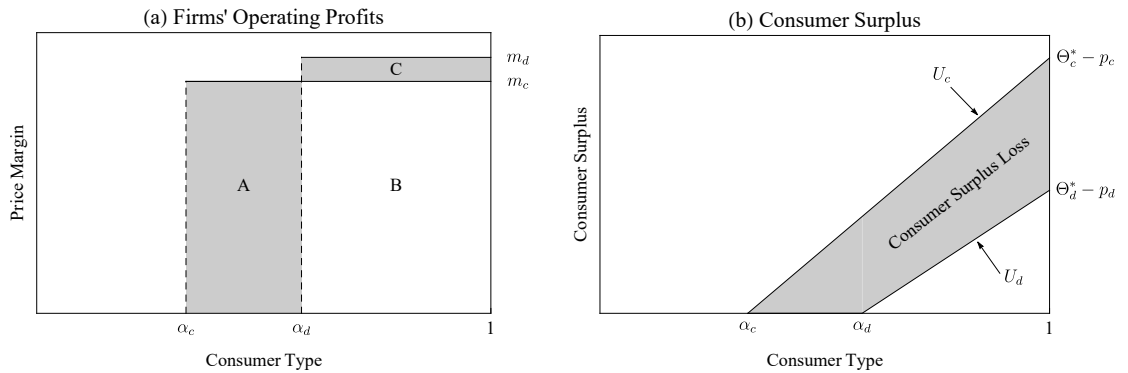 (a) Firms' Operating Profits
Price Margin
A
B
C
m_d
m_c
α_c
α_d
1
Consumer Type
(b) Consumer Surplus
Consumer Surplus
U_c
Consumer Surplus Loss
U_d
Θ*_c − p_c
Θ*_d − p_d
α_c
α_d
1
Consumer Type